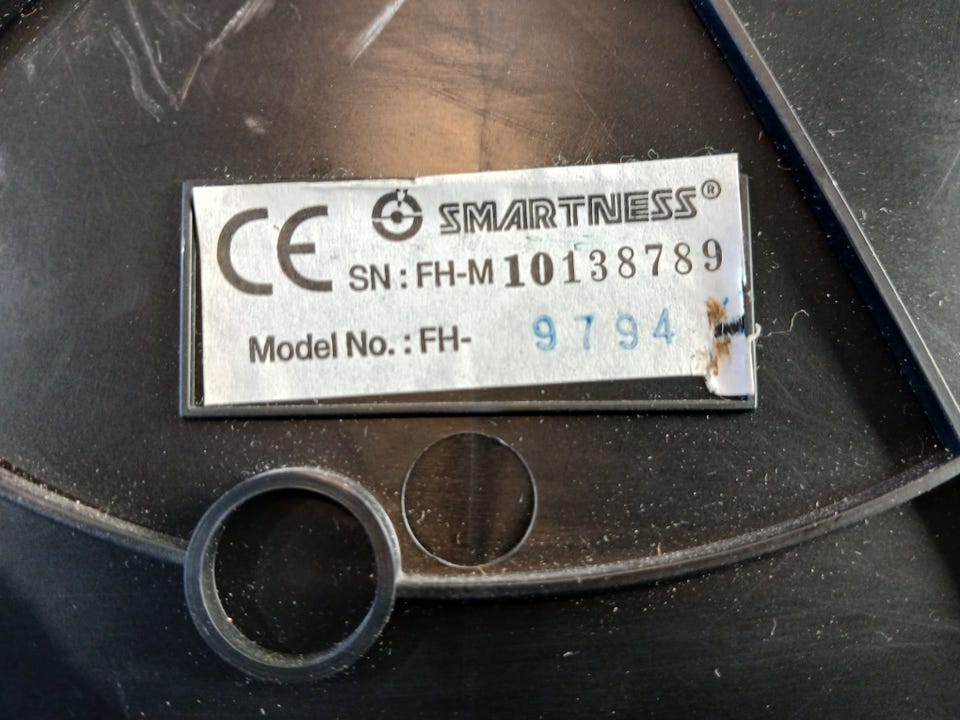 CE SMARTNESS®
SN : FH-M 10138789
Model No. : FH- 9794